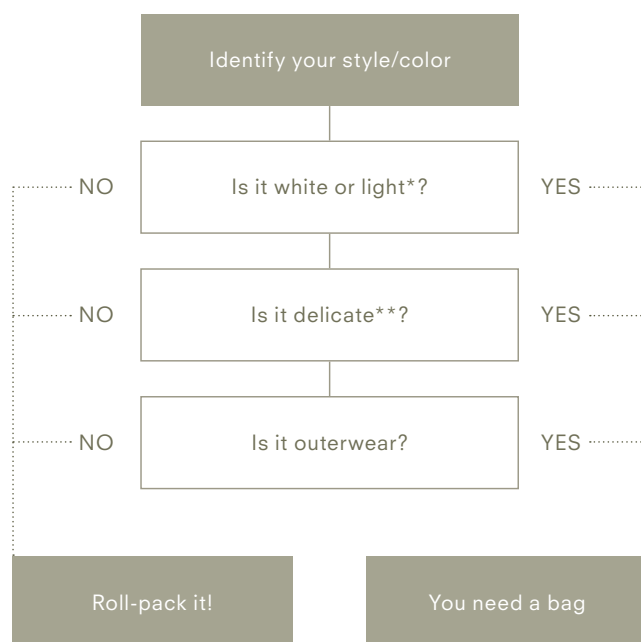 Identify your style/color
NO
Is it white or light*?
YES
NO
Is it delicate**?
YES
NO
Is it outerwear?
YES
Roll-pack it!
You need a bag